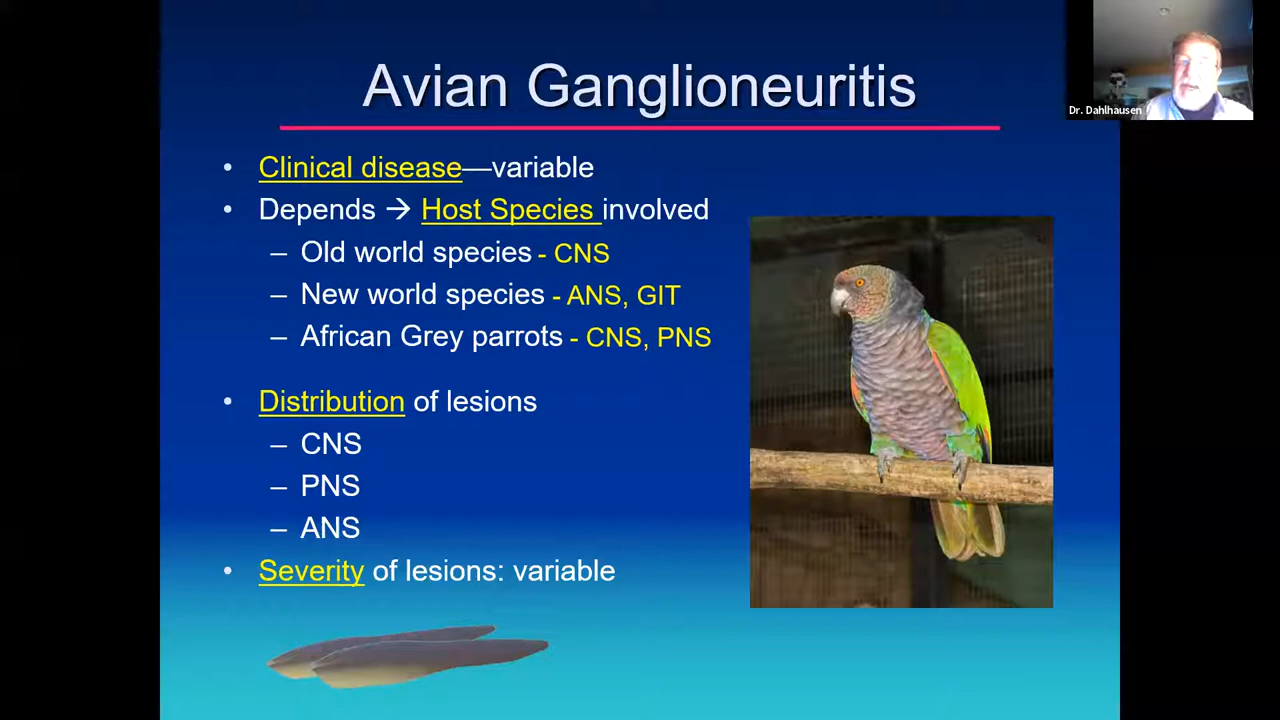 Avian Ganglioneuritis
Dr. Dahlhausen
• Clinical disease—variable
• Depends → Host Species involved
– Old world species - CNS
– New world species - ANS, GIT
– African Grey parrots - CNS, PNS
• Distribution of lesions
– CNS
– PNS
– ANS
• Severity of lesions: variable